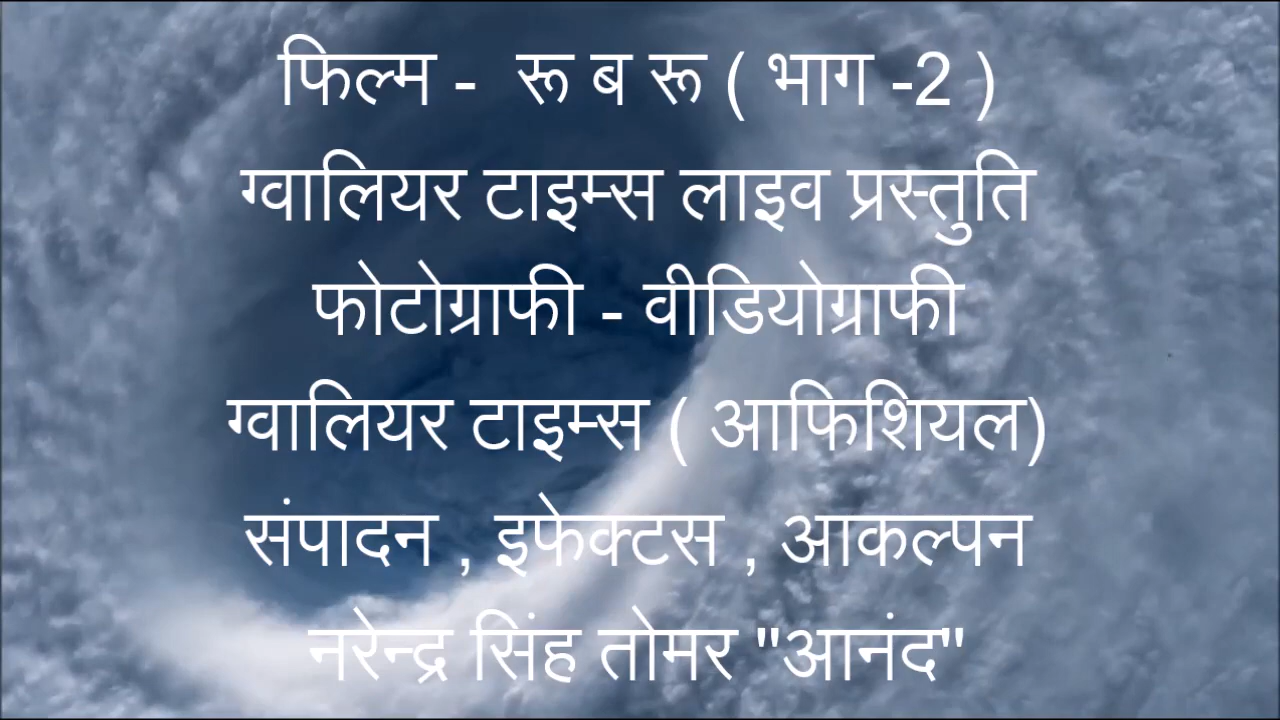 फिल्म - रू ब रू ( भाग -2 )
ग्वालियर टाइम्स लाइव प्रस्तुति
फोटोग्राफी - वीडियोग्राफी
ग्वालियर टाइम्स ( आफिशियल)
संपादन , इफेक्टस , आकल्पन
नरेन्द्र सिंह तोमर "आनंद"